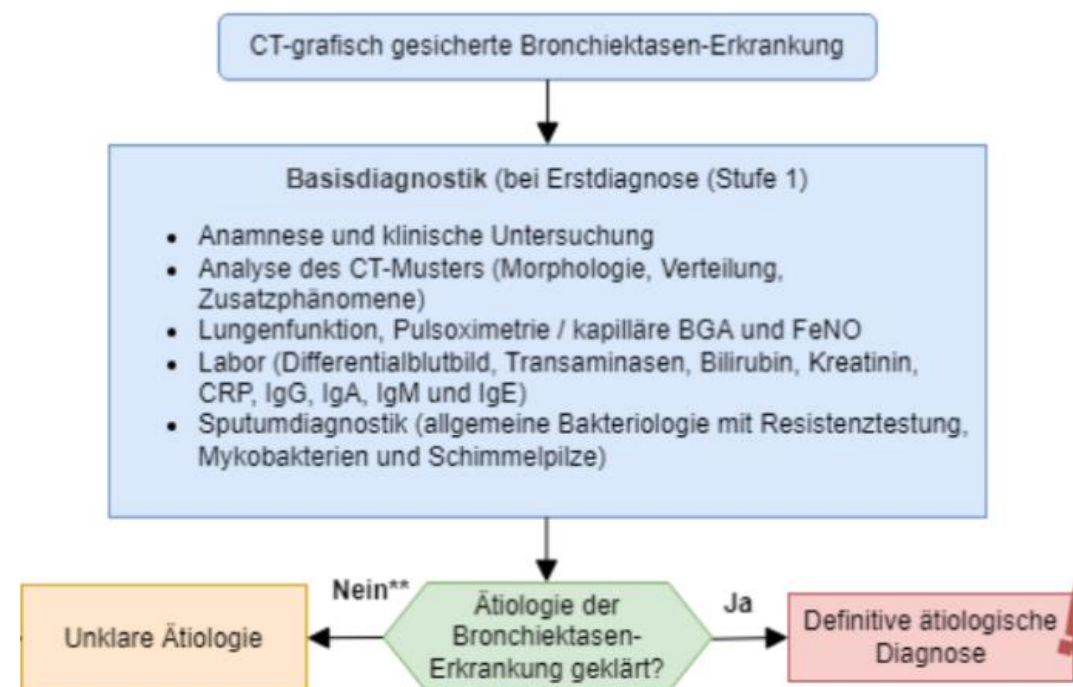 CT-grafisch gesicherte Bronchiektasen-Erkrankung
Basisdiagnostik (bei Erstdiagnose (Stufe 1)
• Anamnese und klinische Untersuchung
• Analyse des CT-Musters (Morphologie, Verteilung,
Zusatzphänomene)
• Lungenfunktion, Pulsoximetrie / kapilläre BGA und FeNO
• Labor (Differentialblutbild, Transaminasen, Bilirubin, Kreatinin,
CRP, IgG, IgA, IgM und IgE)
• Sputumdiagnostik (allgemeine Bakteriologie mit Resistenztestung,
Mykobakterien und Schimmelpilze)
Unklare Ätiologie
Nein**
Ätiologie der
Bronchiektasen-
Erkrankung geklärt?
Ja
Definitive ätiologische
Diagnose
!